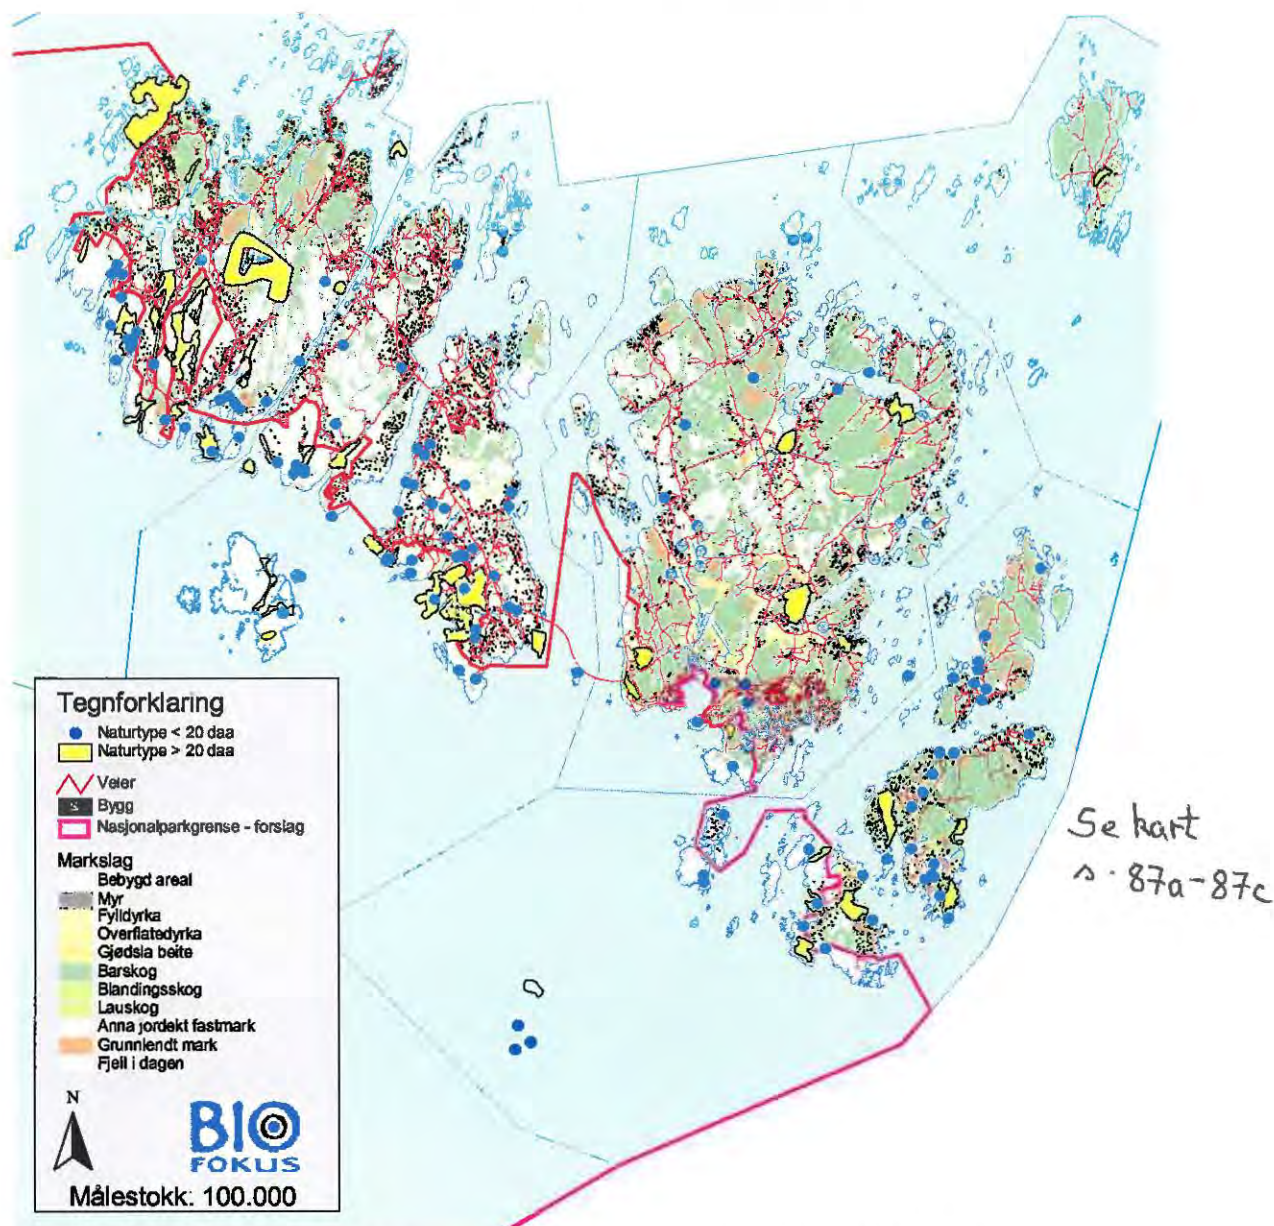 Tegnforklaring
Naturtype < 20 daa
Naturtype > 20 daa
Veier
Bygg
Nasjonalparkgrense - forslag
Markslag
Bebygd areal
Myr
Fylldyrka
Overflatedyrka
Gjødsla beite
Barskog
Blandingsskog
Lauskog
Anna jordekt fastmark
Grunnlendt mark
Fjell i dagen
N
BIO
FOKUS
Målestokk: 100.000
Se kart
s. 87a-87c